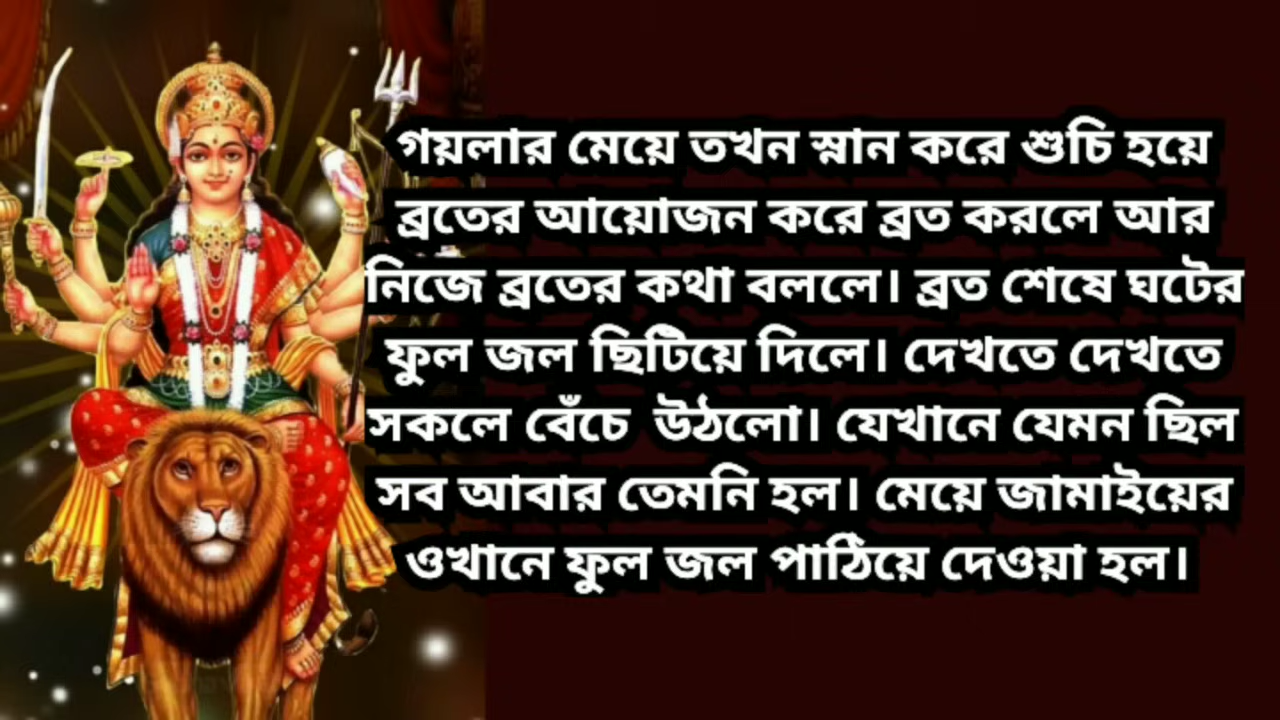 গয়লার মেয়ে তখন স্নান করে শুচি হয়ে
ব্রতের আয়োজন করে ব্রত করলে আর
নিজে ব্রতের কথা বললে। ব্রত শেষে ঘটের
ফুল জল ছিটিয়ে দিলে। দেখতে দেখতে
সকলে বেঁচে উঠলো। যেখানে যেমন ছিল
সব আবার তেমনি হল। মেয়ে জামাইয়ের
ওখানে ফুল জল পাঠিয়ে দেওয়া হল।